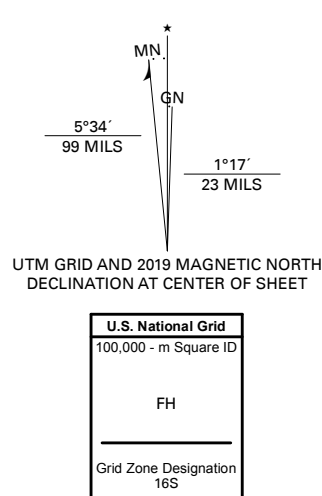 ★
MN
GN
5°34´
99 MILS
1°17´
23 MILS
UTM GRID AND 2019 MAGNETIC NORTH
DECLINATION AT CENTER OF SHEET
U.S. National Grid
100,000 - m Square ID
FH
Grid Zone Designation
16S